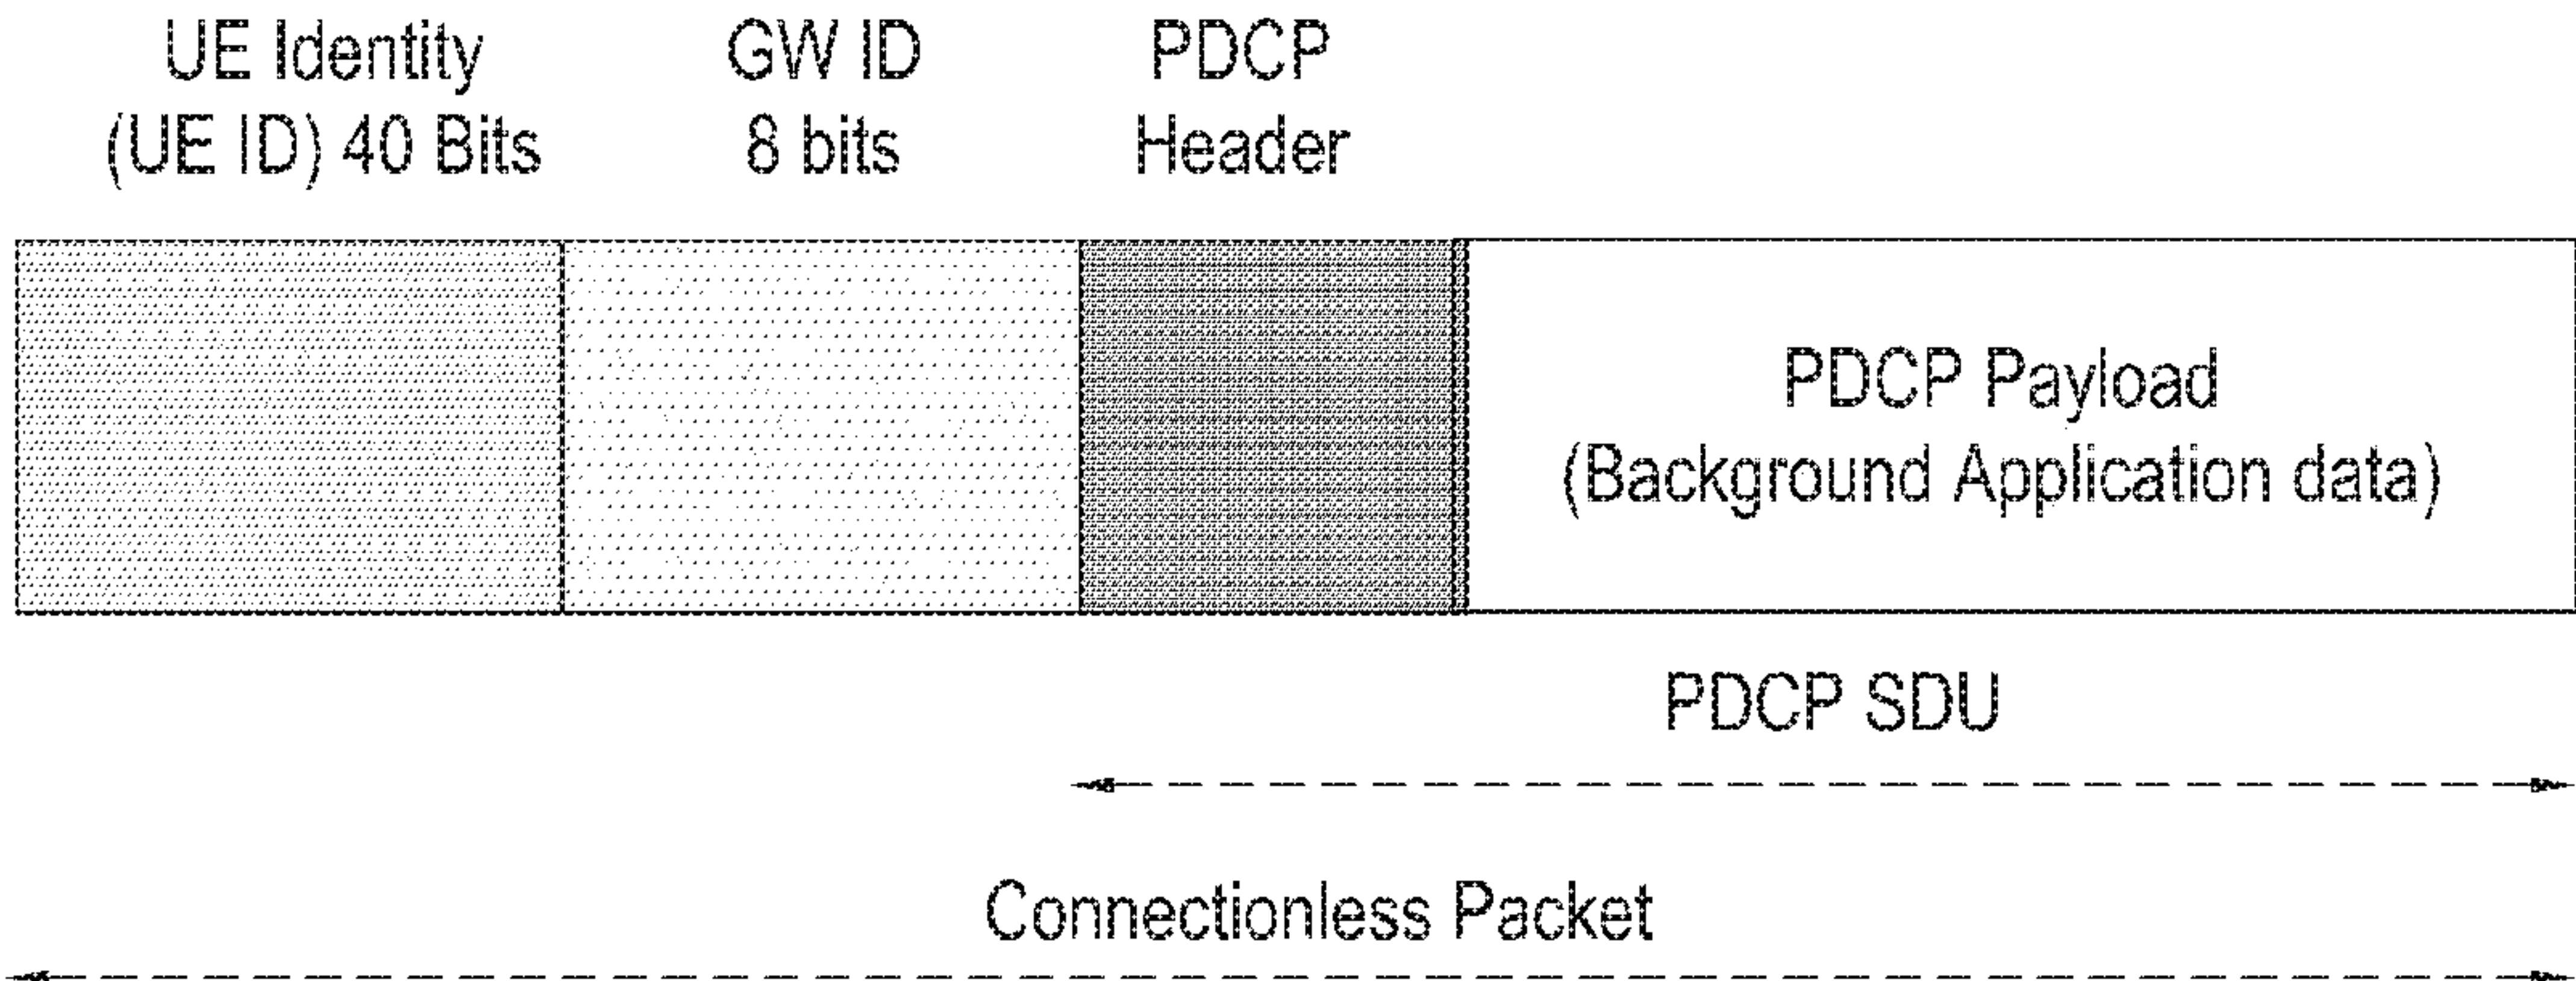 UE Identity
(UE ID) 40 Bits
GW ID
8 bits
PDCP
Header
PDCP Payload
(Background Application data)
PDCP SDU
Connectionless Packet